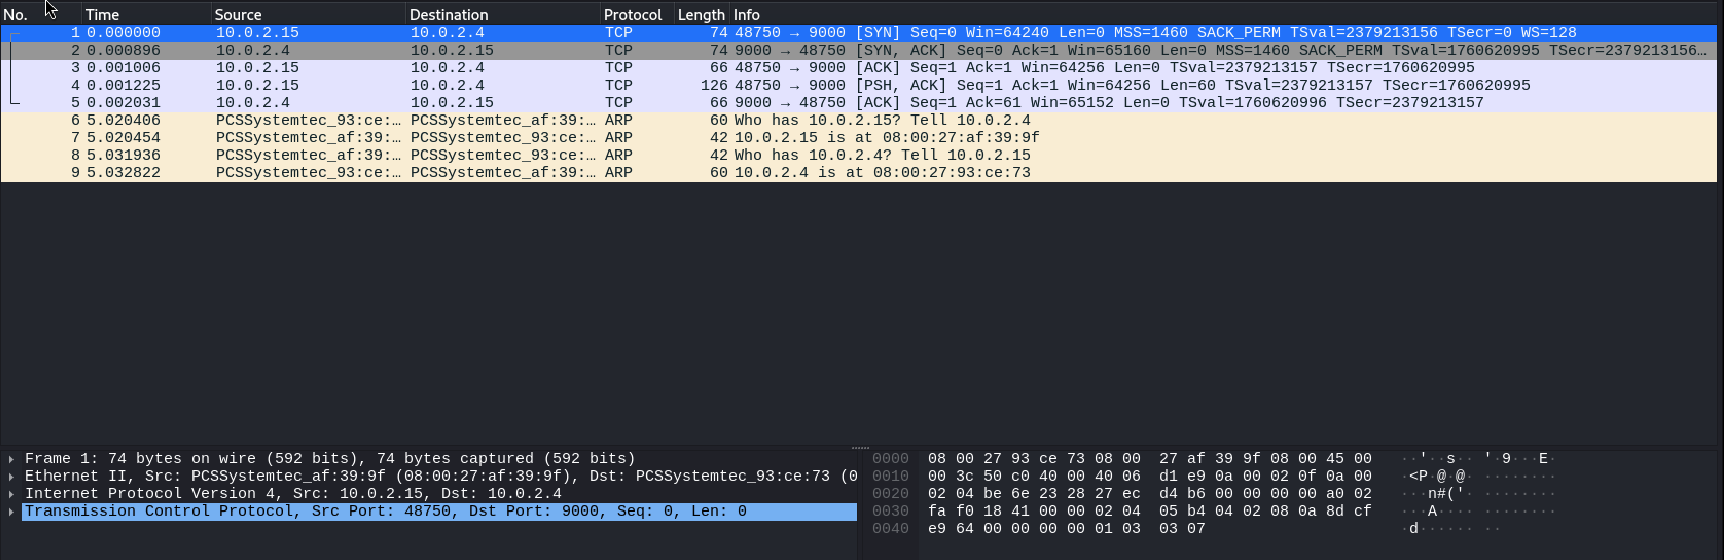 No. Time Source Destination Protocol Length Info
1 0.000000 10.0.2.15 10.0.2.4 TCP 74 48750 → 9000 [SYN] Seq=0 Win=64240 Len=0 MSS=1460 SACK_PERM TSval=2379213156 TSecr=0 WS=128
2 0.000896 10.0.2.4 10.0.2.15 TCP 74 9000 → 48750 [SYN, ACK] Seq=0 Ack=1 Win=65160 Len=0 MSS=1460 SACK_PERM TSval=1760620995 TSecr=2379213156…
3 0.001006 10.0.2.15 10.0.2.4 TCP 66 48750 → 9000 [ACK] Seq=1 Ack=1 Win=64256 Len=0 TSval=2379213157 TSecr=1760620995
4 0.001225 10.0.2.15 10.0.2.4 TCP 126 48750 → 9000 [PSH, ACK] Seq=1 Ack=1 Win=64256 Len=60 TSval=2379213157 TSecr=1760620995
5 0.002031 10.0.2.4 10.0.2.15 TCP 66 9000 → 48750 [ACK] Seq=1 Ack=61 Win=65152 Len=0 TSval=1760620996 TSecr=2379213157
6 5.020406 PCSSystemtec_93:ce:… PCSSystemtec_af:39:… ARP 60 Who has 10.0.2.15? Tell 10.0.2.4
7 5.020454 PCSSystemtec_af:39:… PCSSystemtec_93:ce:… ARP 42 10.0.2.15 is at 08:00:27:af:39:9f
8 5.031936 PCSSystemtec_af:39:… PCSSystemtec_93:ce:… ARP 42 Who has 10.0.2.4? Tell 10.0.2.15
9 5.032822 PCSSystemtec_93:ce:… PCSSystemtec_af:39:… ARP 60 10.0.2.4 is at 08:00:27:93:ce:73
Frame 1: 74 bytes on wire (592 bits), 74 bytes captured (592 bits)
Ethernet II, Src: PCSSystemtec_af:39:9f (08:00:27:af:39:9f), Dst: PCSSystemtec_93:ce:73 (0
Internet Protocol Version 4, Src: 10.0.2.15, Dst: 10.0.2.4
Transmission Control Protocol, Src Port: 48750, Dst Port: 9000, Seq: 0, Len: 0
0000 08 00 27 93 ce 73 08 00 27 af 39 9f 08 00 45 00 ··'··s·· '·9···E·
0010 00 3c 50 c0 40 00 40 06 d1 e9 0a 00 02 0f 0a 00 ·<P·@·@· ········
0020 02 04 be 6e 23 28 27 ec d4 b6 00 00 00 00 a0 02 ···n#('· ········
0030 fa f0 18 41 00 00 02 04 05 b4 04 02 08 0a 8d cf ···A···· ········
0040 e9 64 00 00 00 00 01 03 03 07 ·d······ ··